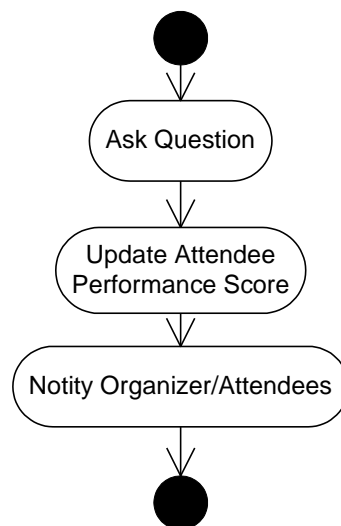 Ask Question
Update Attendee
Performance Score
Notity Organizer/Attendees